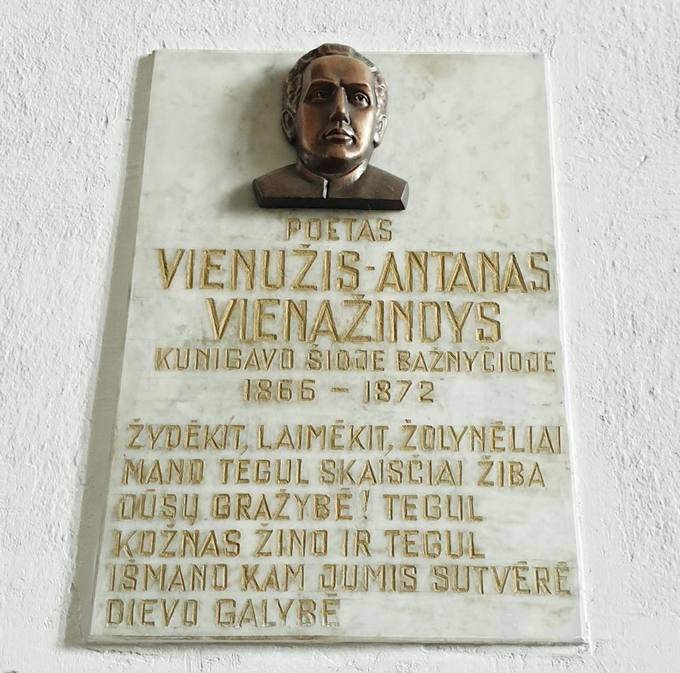 POETAS
VIENUŽIS-ANTANAS
VIENAŽINDYS
KUNIGAVO ŠIOJE BAŽNYČIOJE
1866 – 1872
ŽYDĖKIT, LAIMĖKIT, ŽOLYNĖLIAI
MANO TEGUL SKAISČIAI ŽIBA
JŪSŲ GRAŽYBĖ! TEGUL
KOŽNAS ŽINO IR TEGUL
IŠMANO KAM JUMIS SUTVĖRĖ
DIEVO GALYBĖ